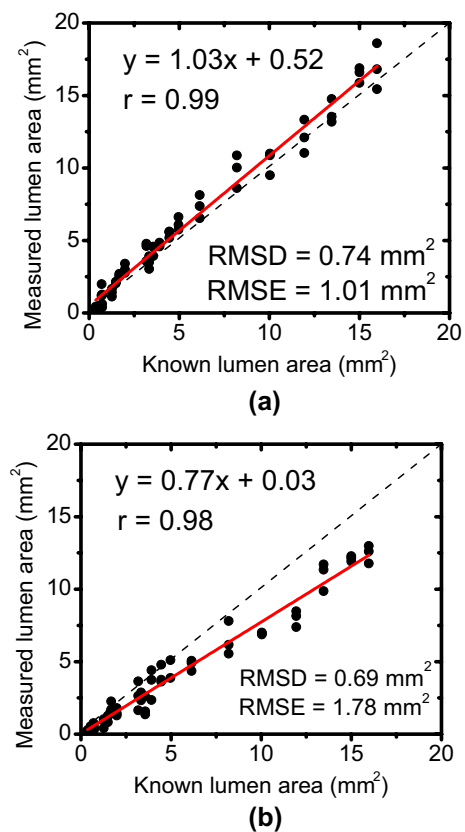 20
15
10
5
0
Measured lumen area (mm²)
y = 1.03x + 0.52
r = 0.99
RMSD = 0.74 mm²
RMSE = 1.01 mm²
0 5 10 15 20
Known lumen area (mm²)
(a)
20
15
10
5
0
Measured lumen area (mm²)
y = 0.77x + 0.03
r = 0.98
RMSD = 0.69 mm²
RMSE = 1.78 mm²
0 5 10 15 20
Known lumen area (mm²)
(b)